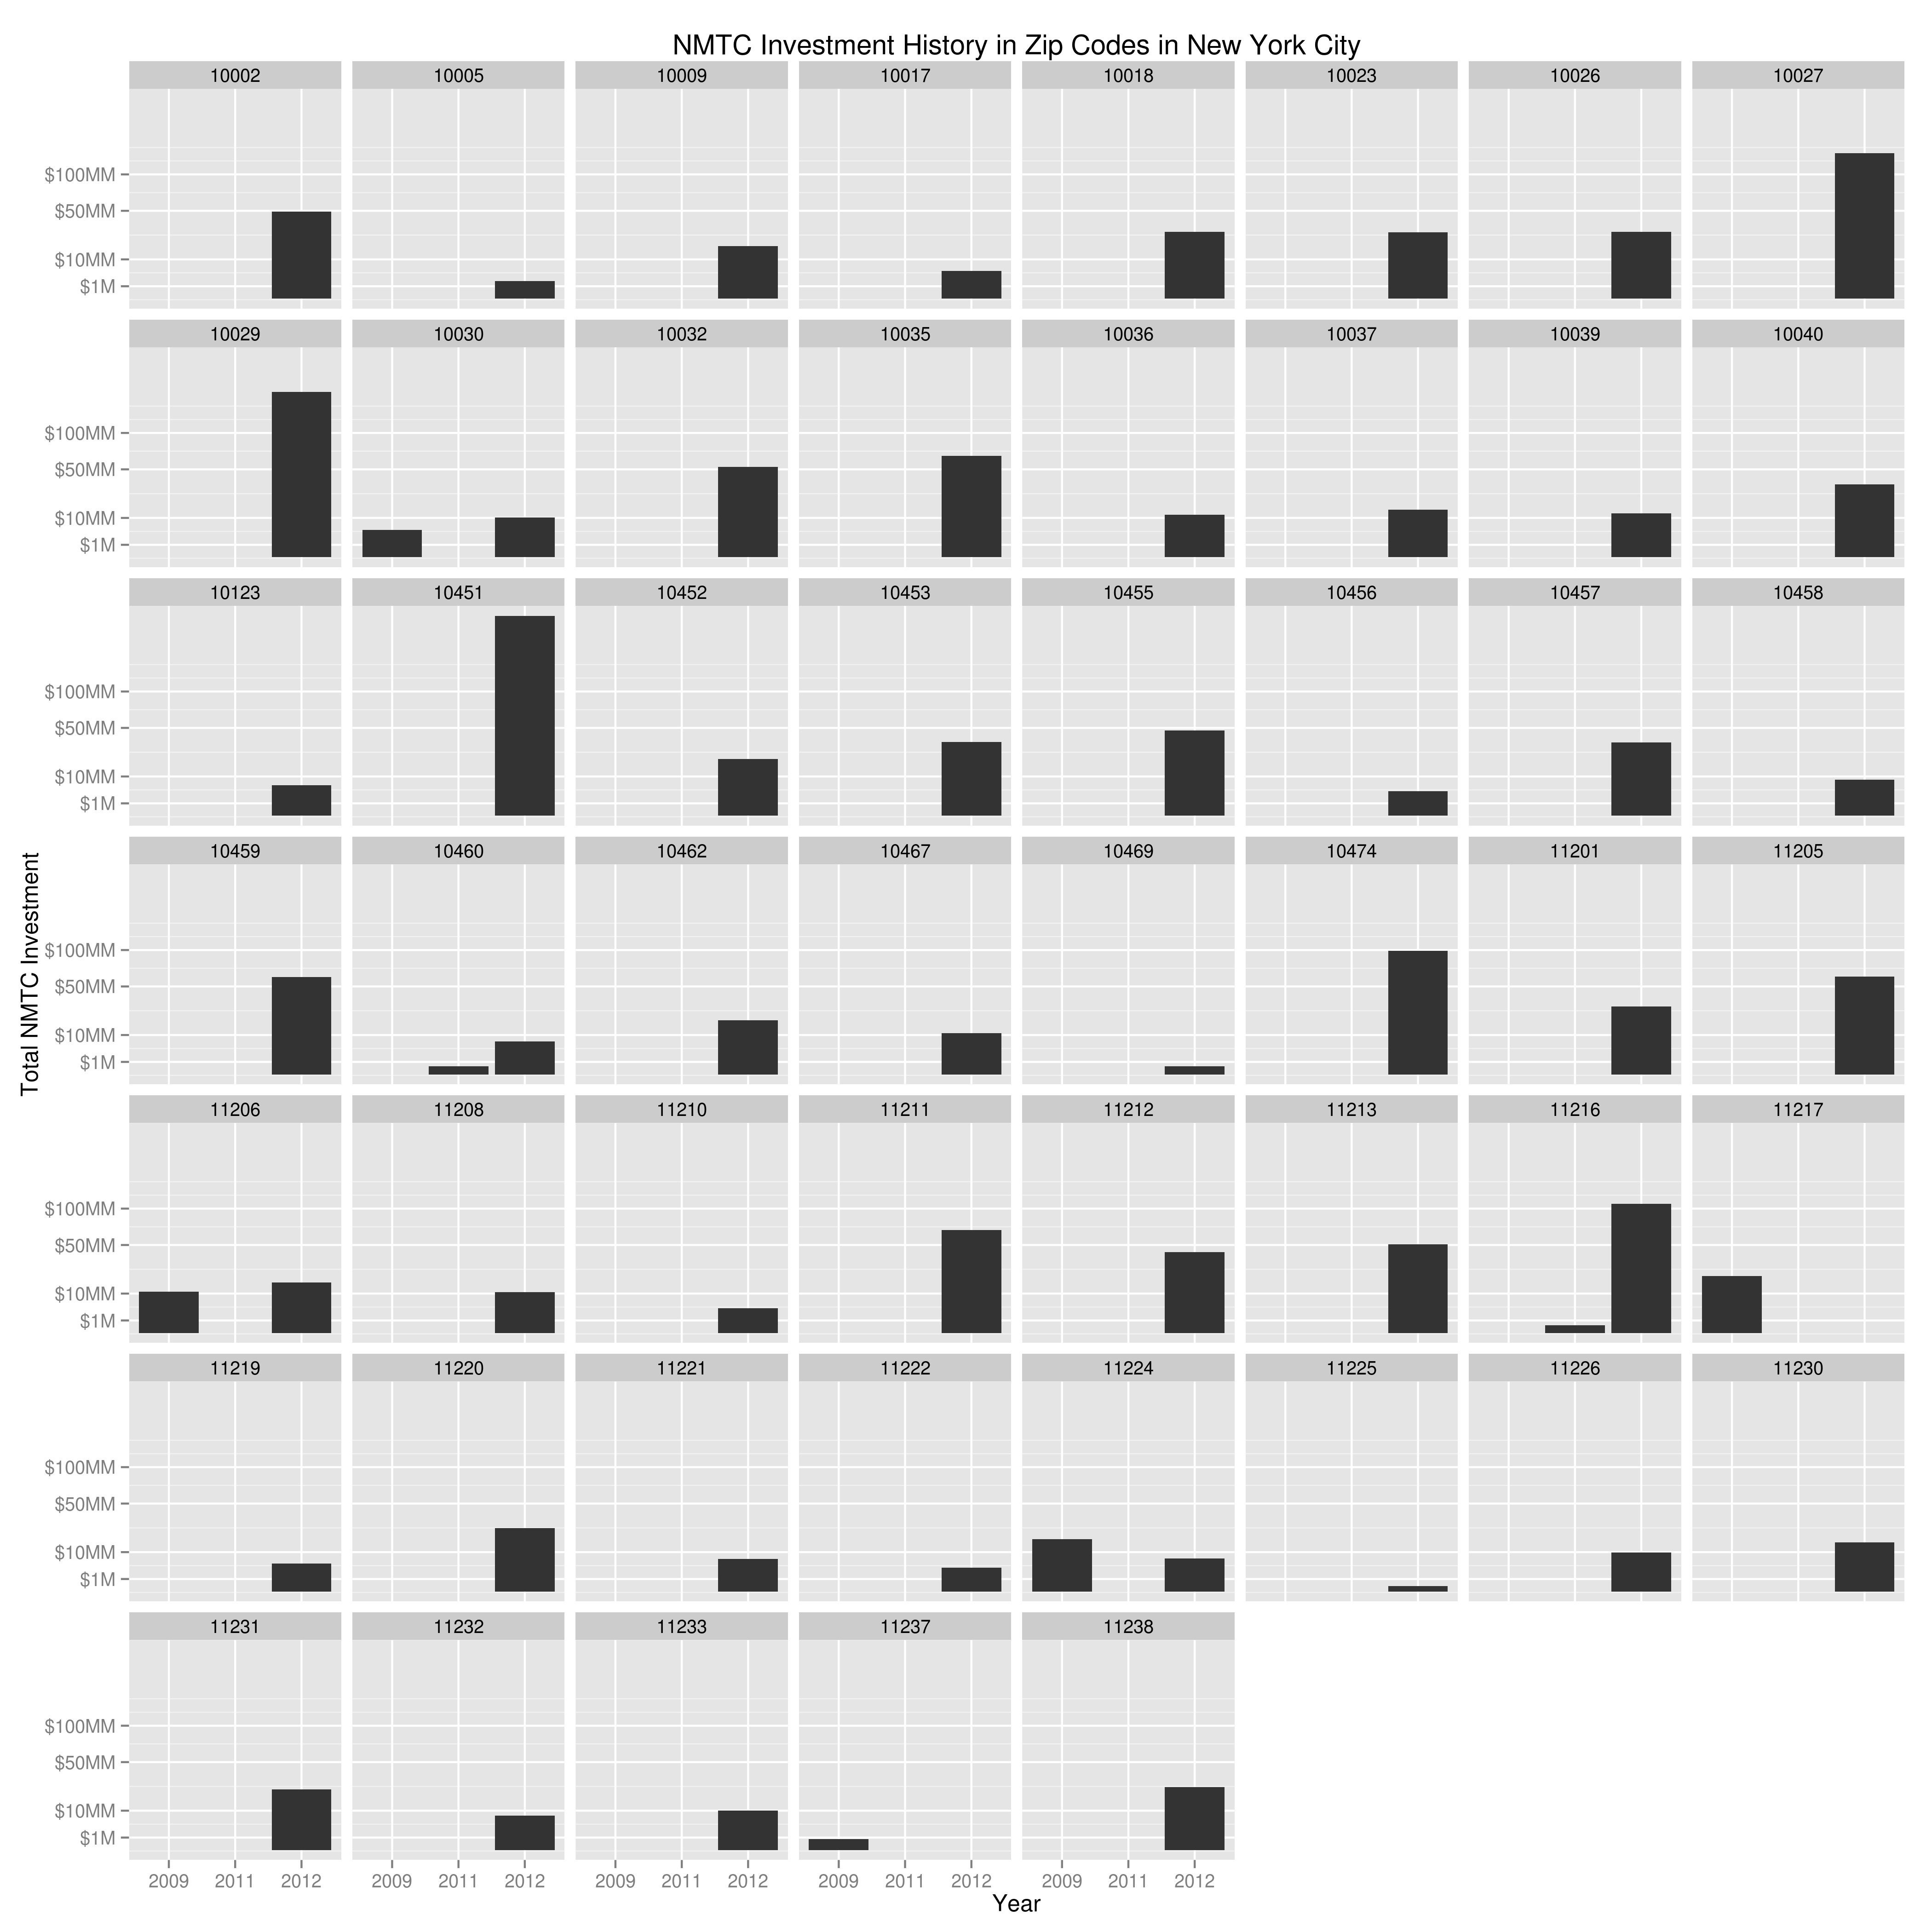 NMTC Investment History in Zip Codes in New York City
10002 10005 10009 10017 10018 10023 10026 10027
$100MM
$50MM
$10MM
$1M
10029 10030 10032 10035 10036 10037 10039 10040
$100MM
$50MM
$10MM
$1M
10123 10451 10452 10453 10455 10456 10457 10458
$100MM
$50MM
$10MM
$1M
10459 10460 10462 10467 10469 10474 11201 11205
Total NMTC Investment
$100MM
$50MM
$10MM
$1M
11206 11208 11210 11211 11212 11213 11216 11217
$100MM
$50MM
$10MM
$1M
11219 11220 11221 11222 11224 11225 11226 11230
$100MM
$50MM
$10MM
$1M
11231 11232 11233 11237 11238
$100MM
$50MM
$10MM
$1M
2009 2011 2012 2009 2011 2012 2009 2011 2012 2009 2011 2012 2009 2011 2012
Year